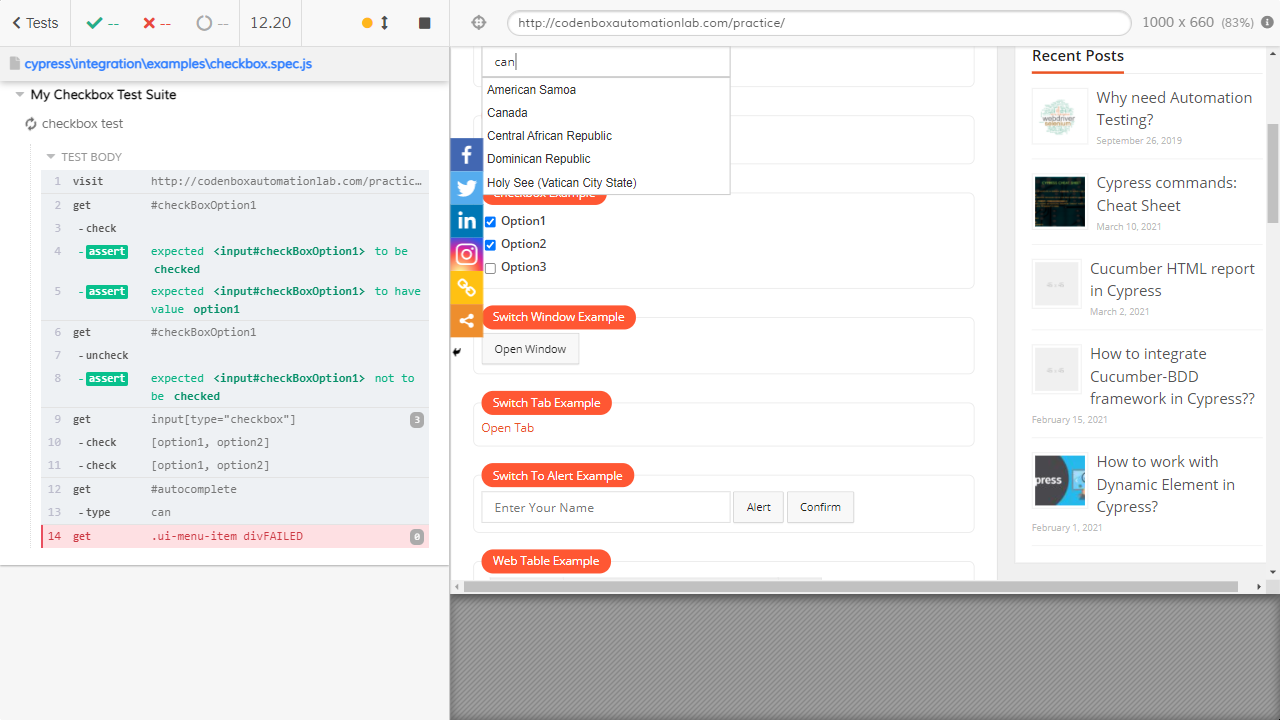 Tests
--
--
--
12.20
cypress\integration\examples\checkbox.spec.js
My Checkbox Test Suite
checkbox test
TEST BODY
1 visit http://codenboxautomationlab.com/practic…
2 get #checkBoxOption1
3 -check
4 -assert expected <input#checkBoxOption1> to be
checked
5 -assert expected <input#checkBoxOption1> to have
value option1
6 get #checkBoxOption1
7 -uncheck
8 -assert expected <input#checkBoxOption1> not to
be checked
9 get input[type="checkbox"] 3
10 -check [option1, option2]
11 -check [option1, option2]
12 get #autocomplete
13 -type can
14 get .ui-menu-item divFAILED 0
http://codenboxautomationlab.com/practice/
1000 x 660 (83%)
can
American Samoa
Canada
Central African Republic
Dominican Republic
Holy See (Vatican City State)
Checkbox Example
Option1
Option2
Option3
Switch Window Example
Open Window
Switch Tab Example
Open Tab
Switch To Alert Example
Enter Your Name
Alert
Confirm
Web Table Example
Recent Posts
Why need Automation
Testing?
September 26, 2019
Cypress commands:
Cheat Sheet
March 10, 2021
Cucumber HTML report
in Cypress
March 2, 2021
How to integrate
Cucumber-BDD
framework in Cypress??
February 15, 2021
How to work with
Dynamic Element in
Cypress?
February 1, 2021